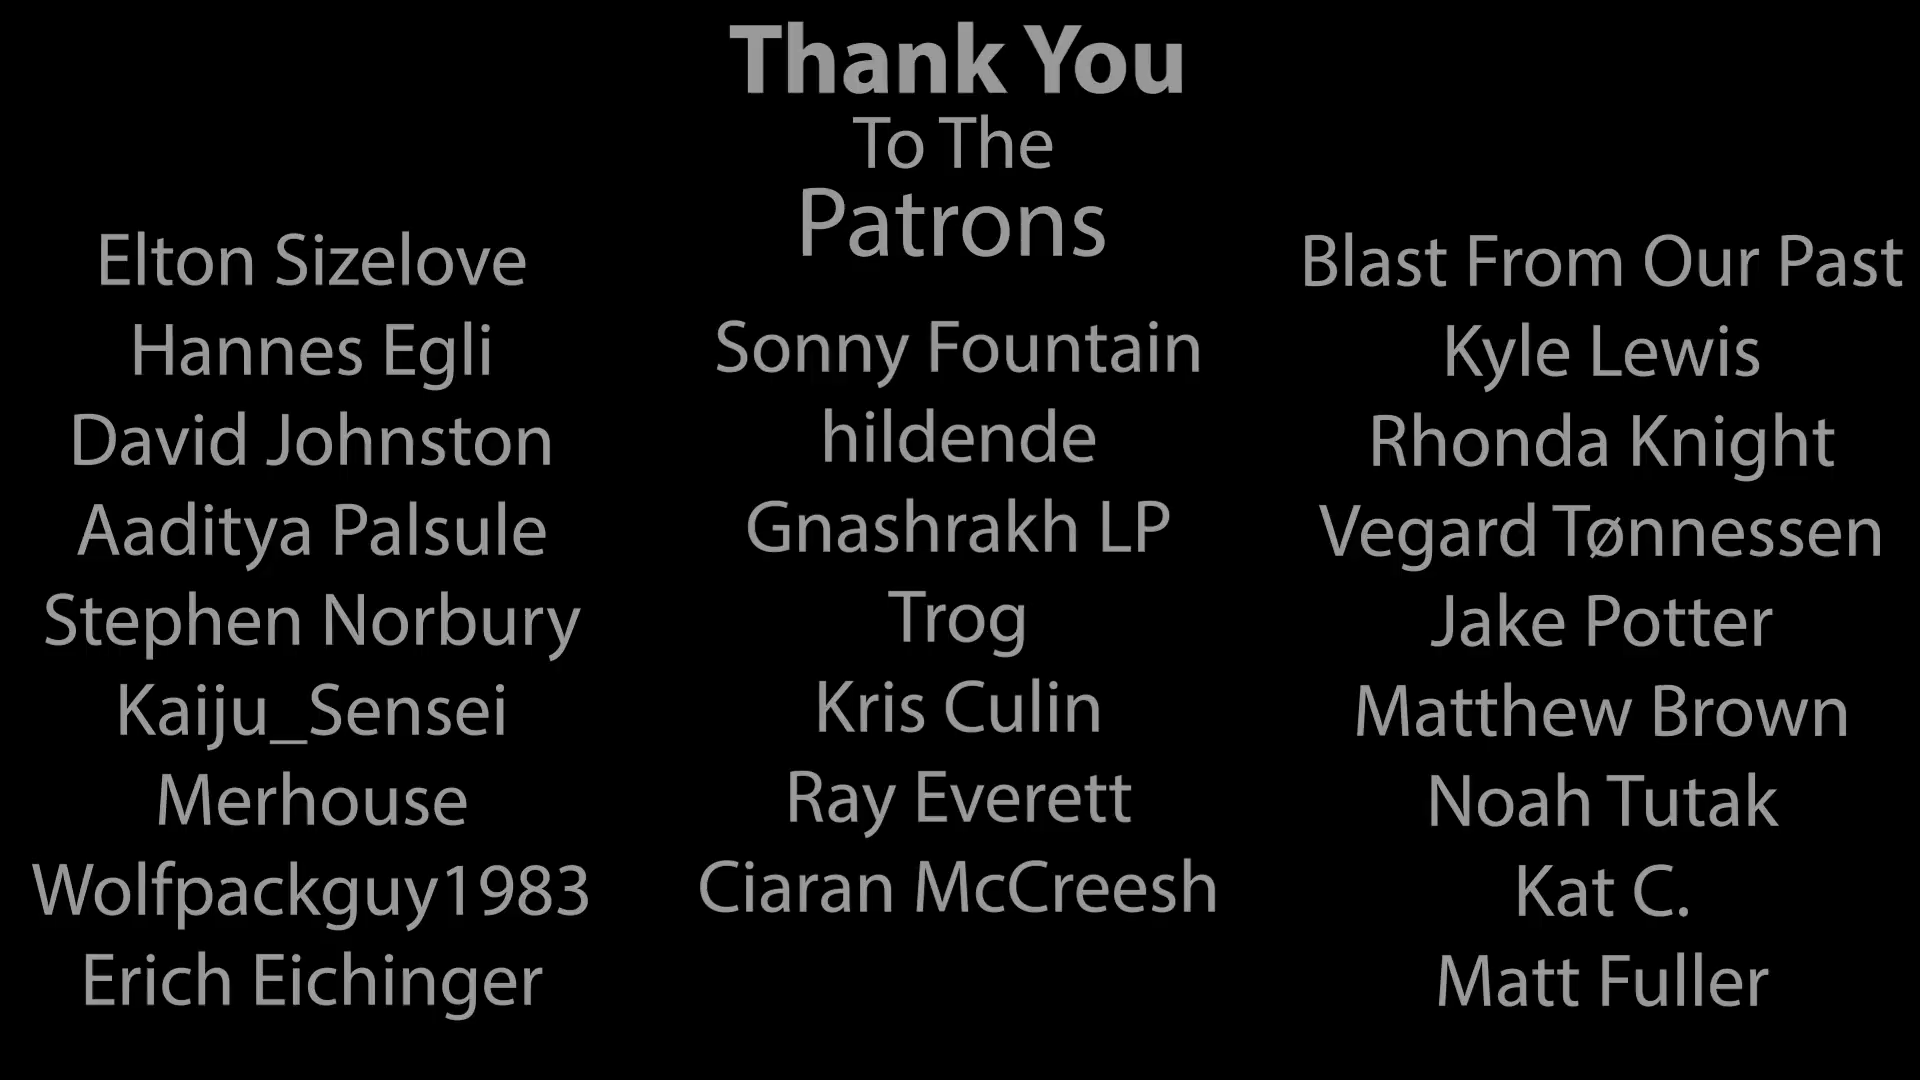 Thank You
To The
Patrons
Elton Sizelove
Hannes Egli
David Johnston
Aaditya Palsule
Stephen Norbury
Kaiju_Sensei
Merhouse
Wolfpackguy1983
Erich Eichinger
Sonny Fountain
hildende
Gnashrakh LP
Trog
Kris Culin
Ray Everett
Ciaran McCreesh
Blast From Our Past
Kyle Lewis
Rhonda Knight
Vegard Tønnessen
Jake Potter
Matthew Brown
Noah Tutak
Kat C.
Matt Fuller